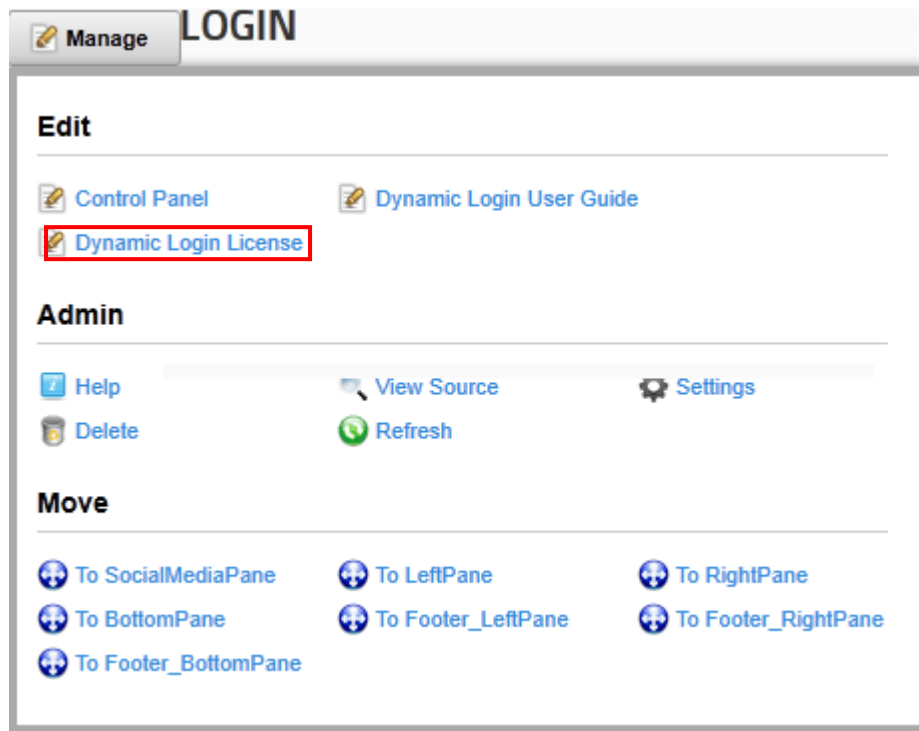 Manage LOGIN
Edit
Control Panel Dynamic Login User Guide
Dynamic Login License
Admin
Help View Source Settings
Delete Refresh
Move
To SocialMediaPane To LeftPane To RightPane
To BottomPane To Footer_LeftPane To Footer_RightPane
To Footer_BottomPane